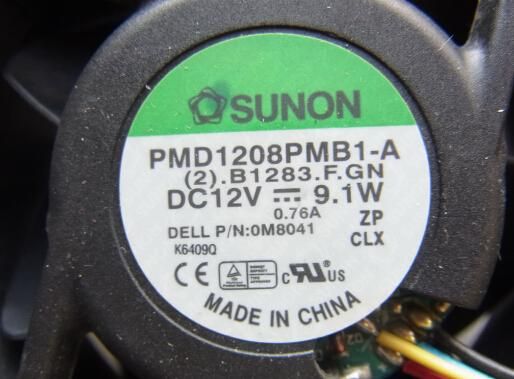 SUNON
PMD1208PMB1-A
(2).B1283.F.GN
DC12V ⎓ 9.1W
0.76A
ZP
DELL P/N:0M8041
CLX
K6409Q
CE
c RU US
MADE IN CHINA